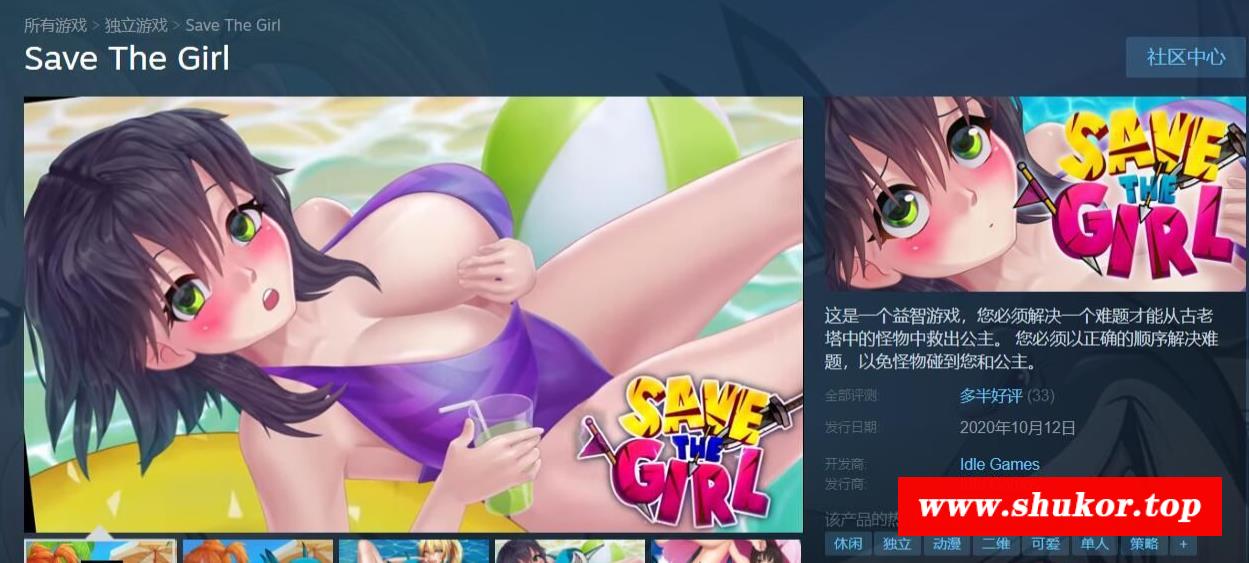 所有游戏 > 独立游戏 > Save The Girl
Save The Girl
社区中心
SAVE
THE
GIRL
SAVE
THE
GIRL
这是一个益智游戏，您必须解决一个难题才能从古老
塔中的怪物中救出公主。 您必须以正确的顺序解决难
题，以免怪物碰到您和公主。
全部评测: 多半好评 (33)
发行日期: 2020年10月12日
开发商: Idle Games
发行商:
www.shukor.top
该产品的热
休闲 独立 动漫 二维 可爱 单人 策略 +